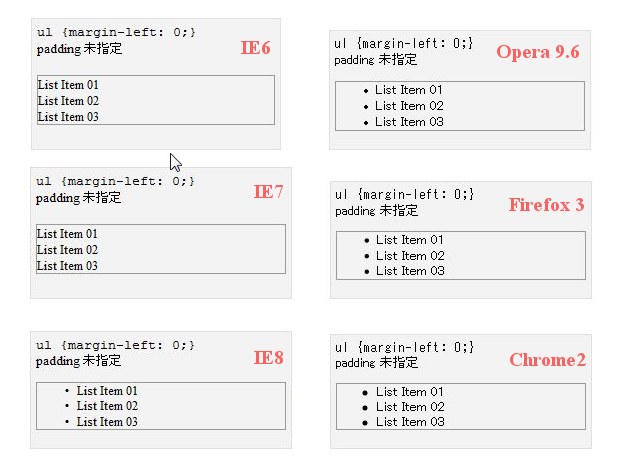 ul {margin-left: 0;}
padding 未指定
IE6
List Item 01
List Item 02
List Item 03
ul {margin-left: 0;}
padding 未指定
Opera 9.6
• List Item 01
• List Item 02
• List Item 03
ul {margin-left: 0;}
padding 未指定
IE7
List Item 01
List Item 02
List Item 03
ul {margin-left: 0;}
padding 未指定
Firefox 3
• List Item 01
• List Item 02
• List Item 03
ul {margin-left: 0;}
padding 未指定
IE8
• List Item 01
• List Item 02
• List Item 03
ul {margin-left: 0;}
padding 未指定
Chrome2
• List Item 01
• List Item 02
• List Item 03